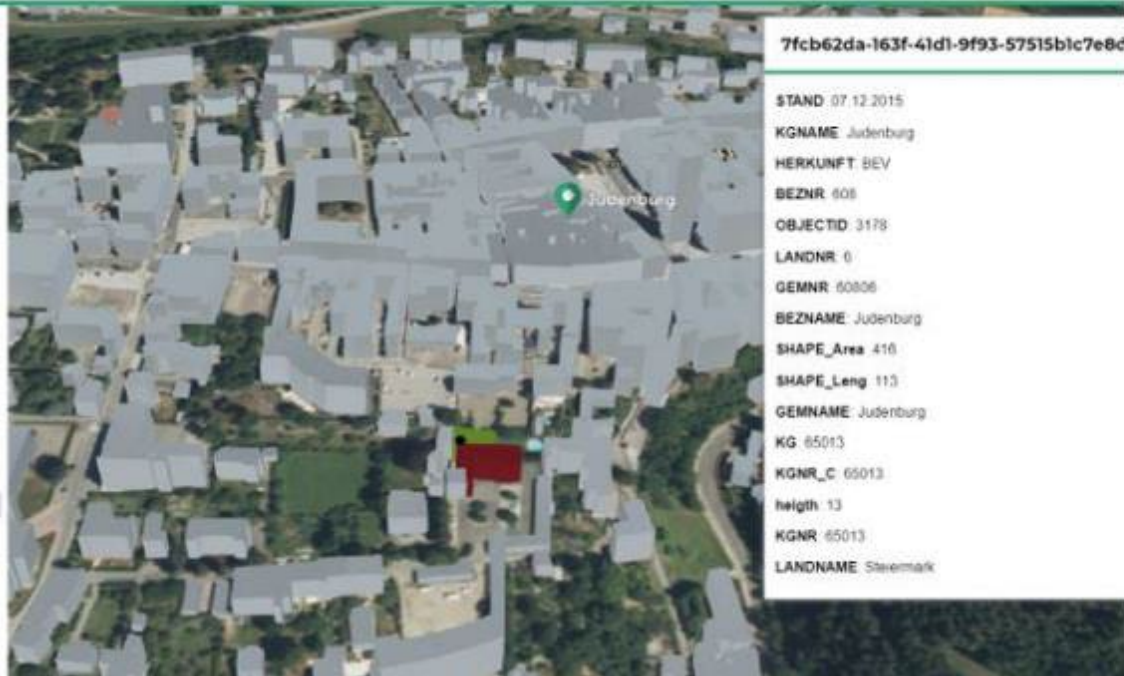 7fcb62da-163f-41d1-9f93-57515b1c7e8d
STAND 07.12.2015
KGNAME Judenburg
HERKUNFT BEV
BEZNR 608
OBJECTID 3178
LANDNR 6
GEMNR 60806
BEZNAME Judenburg
SHAPE_Area 416
SHAPE_Leng 113
GEMNAME Judenburg
KG 65013
KGNR_C 65013
heigth 13
KGNR 65013
LANDNAME Steiermark
Judenburg